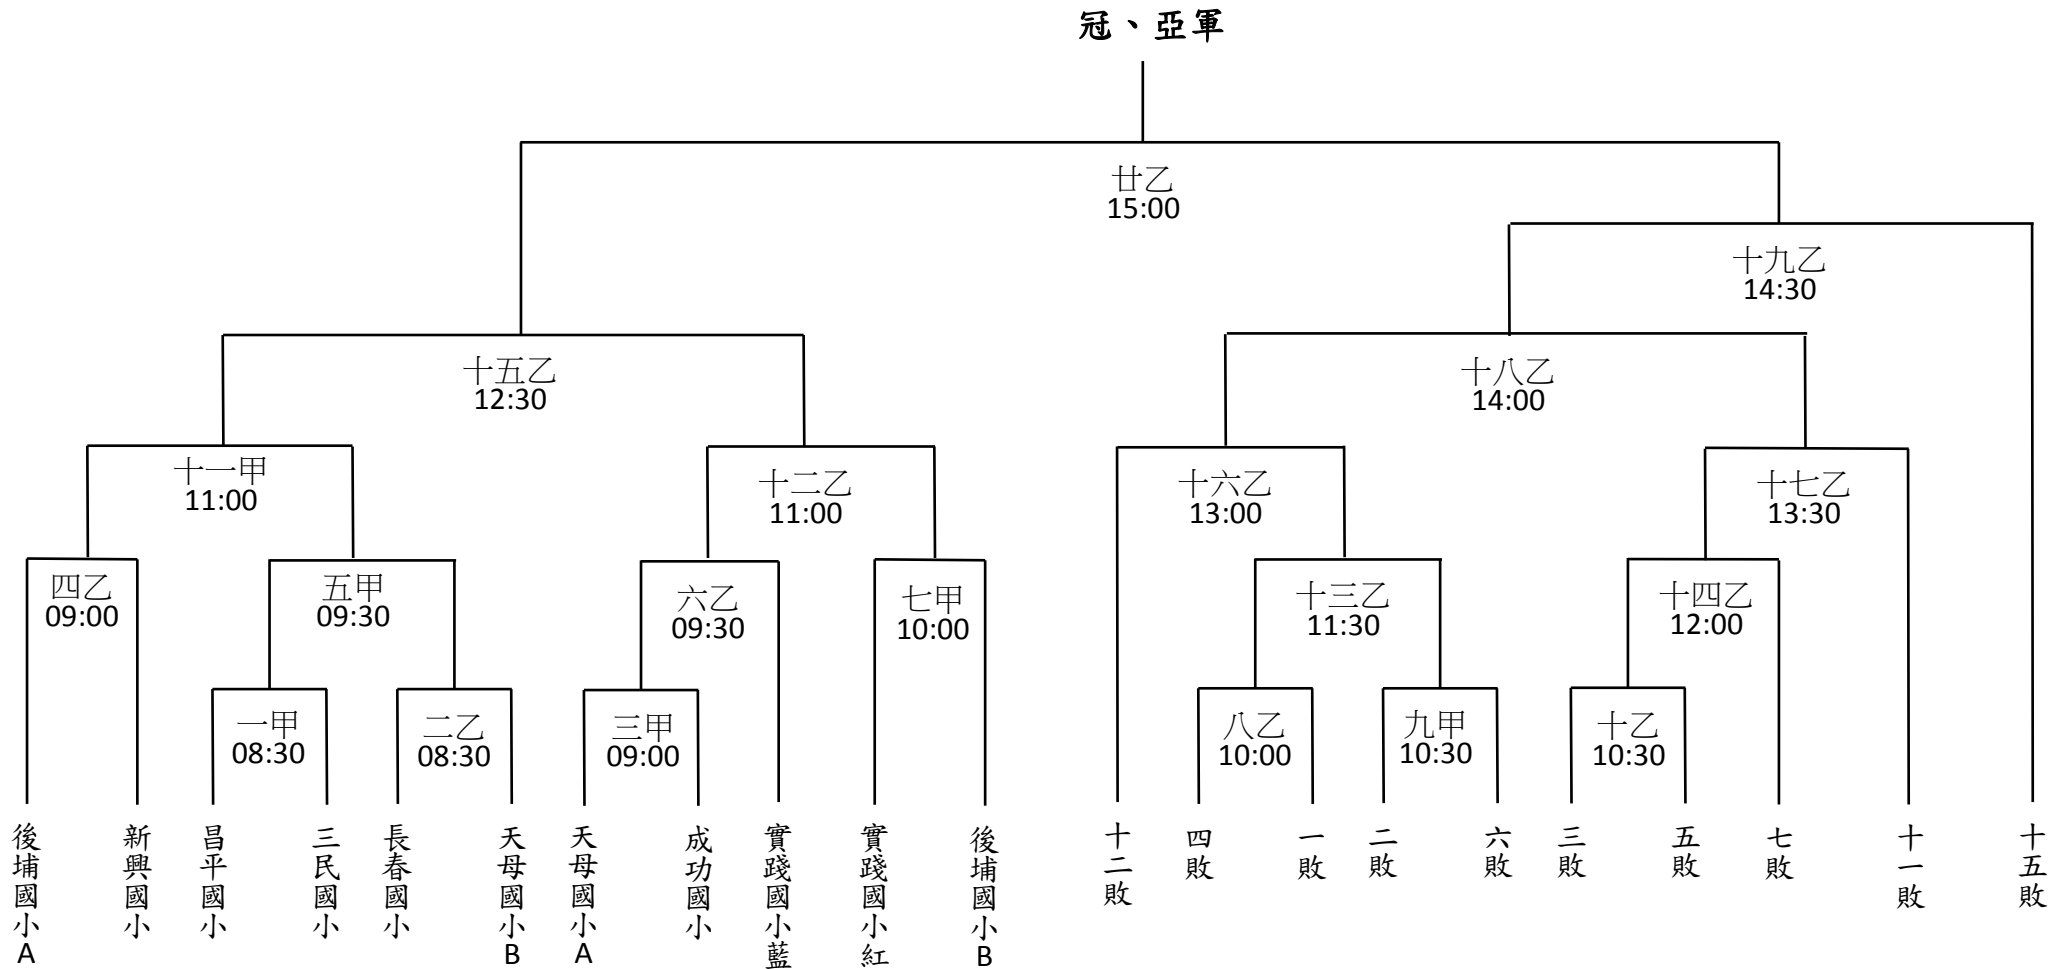 冠、亞軍
廿乙
15:00
十九乙
14:30
十五乙
12:30
十八乙
14:00
十一甲
11:00
十二乙
11:00
十六乙
13:00
十七乙
13:30
四乙
09:00
五甲
09:30
六乙
09:30
七甲
10:00
十三乙
11:30
十四乙
12:00
一甲
08:30
二乙
08:30
三甲
09:00
八乙
10:00
九甲
10:30
十乙
10:30
後埔國小A
新興國小
昌平國小
三民國小
長春國小
天母國小B
天母國小A
成功國小
實踐國小藍
實踐國小紅
後埔國小B
十二敗
四敗
一敗
二敗
六敗
三敗
五敗
七敗
十一敗
十五敗